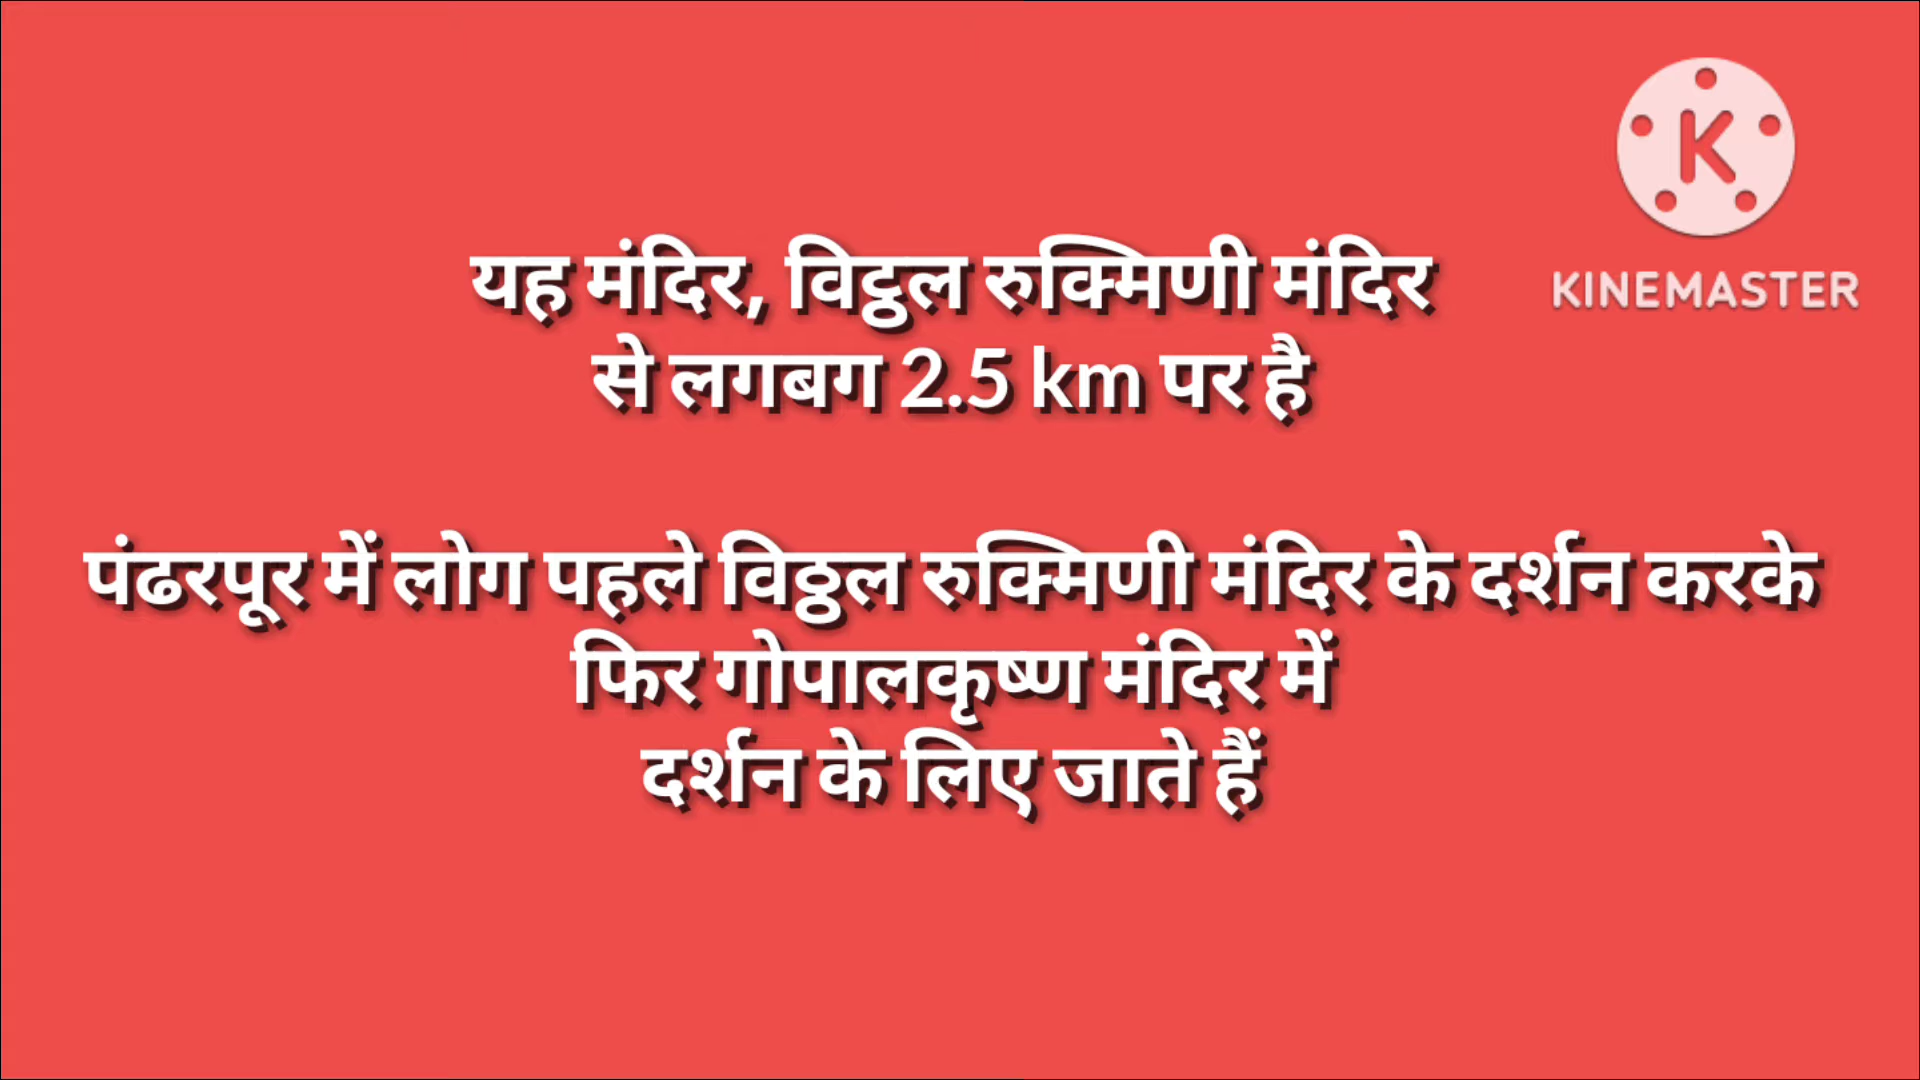 यह मंदिर, विट्ठल रुक्मिणी मंदिर
से लगबग 2.5 km पर है
पंढरपूर में लोग पहले विठ्ठल रुक्मिणी मंदिर के दर्शन करके
फिर गोपालकृष्ण मंदिर में
दर्शन के लिए जाते हैं
K
KINEMASTER